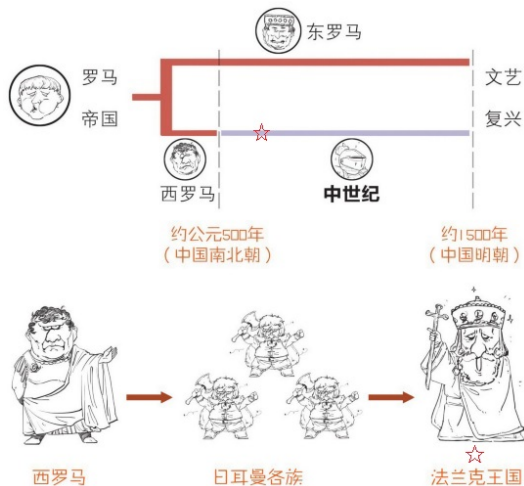 东罗马
罗马
帝国
文艺
复兴
西罗马
中世纪
约公元500年
(中国南北朝)
约1500年
(中国明朝)
西罗马
日耳曼各族
法兰克王国